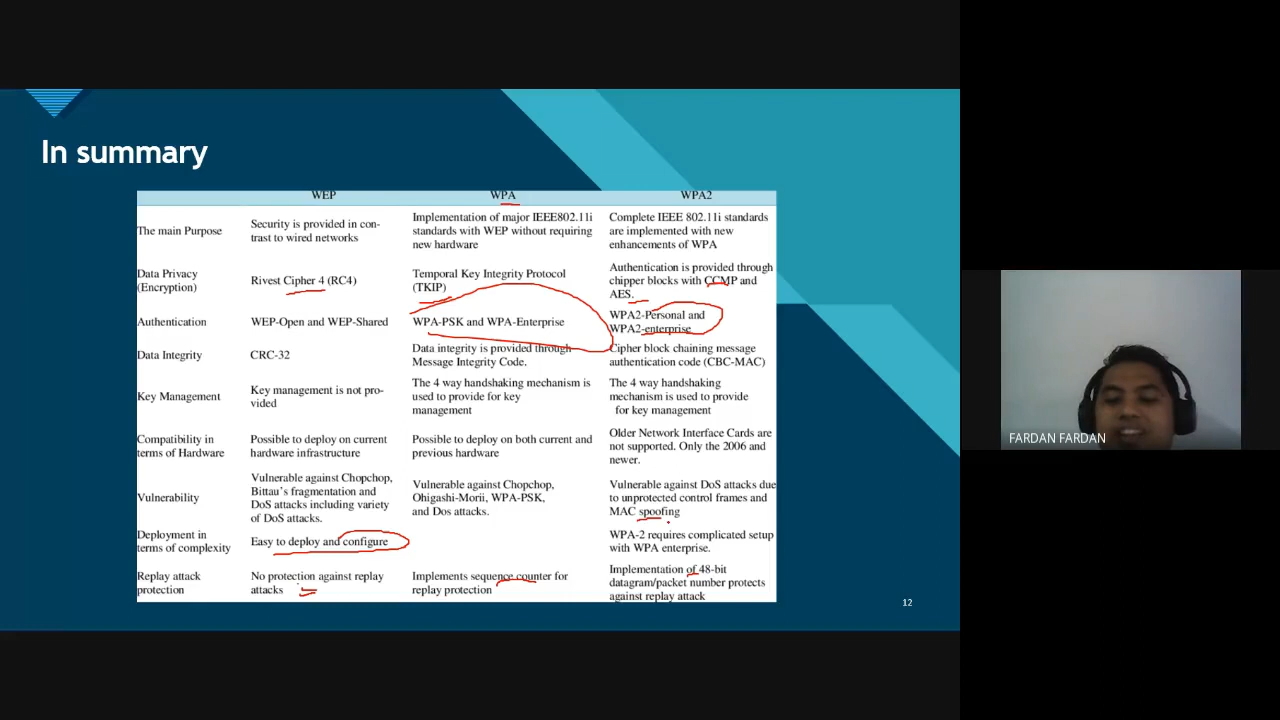 In summary
WEP WPA WPA2
The main Purpose
Security is provided in con-
trast to wired networks
Implementation of major IEEE802.11i
standards with WEP without requiring
new hardware
Complete IEEE 802.11i standards
are implemented with new
enhancements of WPA
Data Privacy
(Encryption)
Rivest Cipher 4 (RC4)
Temporal Key Integrity Protocol
(TKIP)
Authentication is provided through
chipper blocks with CCMP and
AES.
Authentication
WEP-Open and WEP-Shared
WPA-PSK and WPA-Enterprise
WPA2-Personal and
WPA2-enterprise
Data Integrity
CRC-32
Data integrity is provided through
Message Integrity Code.
Cipher block chaining message
authentication code (CBC-MAC)
Key Management
Key management is not pro-
vided
The 4 way handshaking mechanism is
used to provide for key
management
The 4 way handshaking
mechanism is used to provide
for key management
Compatibility in
terms of Hardware
Possible to deploy on current
hardware infrastructure
Possible to deploy on both current and
previous hardware
Older Network Interface Cards are
not supported. Only the 2006 and
newer.
Vulnerability
Vulnerable against Chopchop,
Bittau's fragmentation and
DoS attacks including variety
of DoS attacks.
Vulnerable against Chopchop,
Ohigashi-Morii, WPA-PSK,
and Dos attacks.
Vulnerable against DoS attacks due
to unprotected control frames and
MAC spoofing
Deployment in
terms of complexity
Easy to deploy and configure
WPA-2 requires complicated setup
with WPA enterprise.
Replay attack
protection
No protection against replay
attacks
Implements sequence counter for
replay protection
Implementation of 48-bit
datagram/packet number protects
against replay attack
12
FARDAN FARDAN